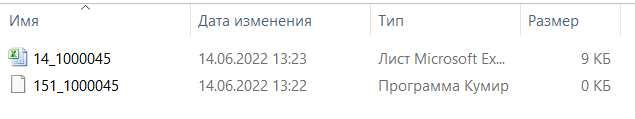 Имя Дата изменения Тип Размер
14_1000045 14.06.2022 13:23 Лист Microsoft Ex... 9 КБ
151_1000045 14.06.2022 13:22 Программа Кумир 0 КБ